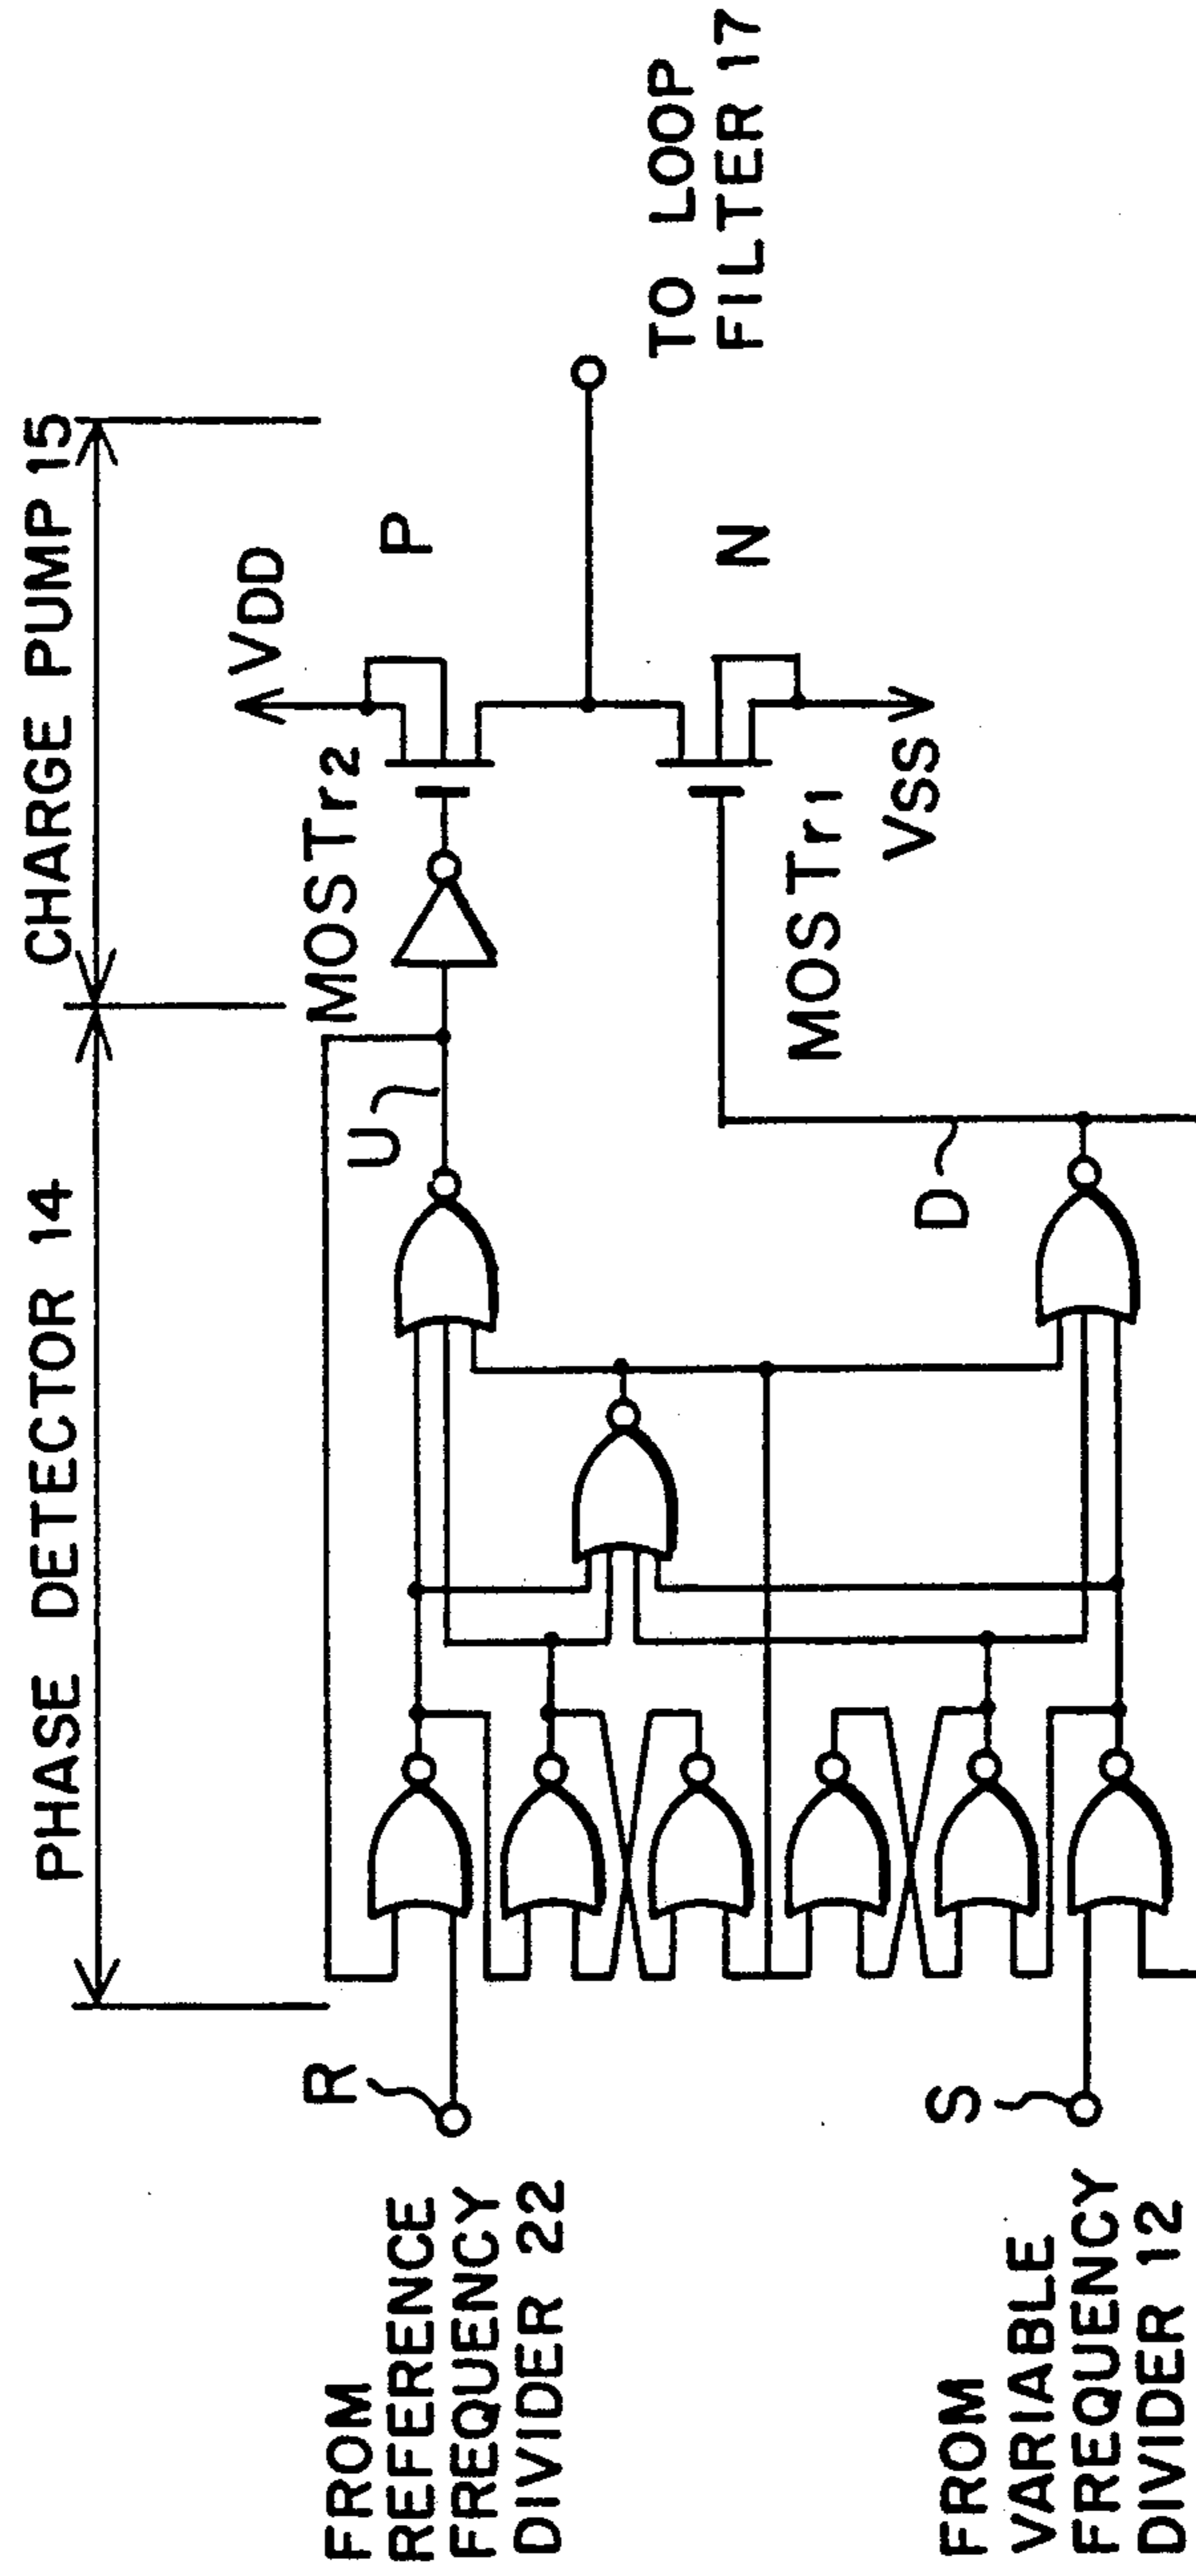 PHASE DETECTOR 14
CHARGE PUMP 15
FROM
REFERENCE
FREQUENCY
DIVIDER 22
R
U
MOSTr2
VDD
P
TO LOOP
FILTER 17
N
MOSTr1
VSS
D
S
FROM
VARIABLE
FREQUENCY
DIVIDER 12